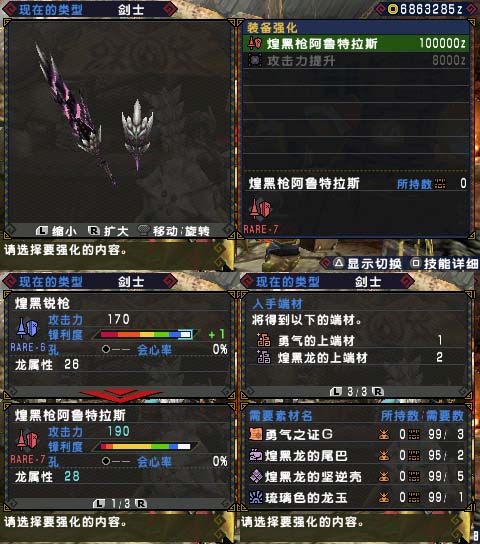 现在的类型 剑士
6863285z
装备强化
煌黑枪阿鲁特拉斯 100000z
攻击力提升 8000z
煌黑枪阿鲁特拉斯 所持数 0
RARE-7
L 缩小 R 扩大 移动/旋转
请选择要强化的内容。
△显示切换 □技能详细
现在的类型 剑士
煌黑锐枪
攻击力 170
锋利度 +1
RARE-6 孔 ●―― 会心率 0%
龙属性 26
煌黑枪阿鲁特拉斯
攻击力 190
锋利度
RARE-7 孔 ●―― 会心率 0%
龙属性 28
L 1/3 R
请选择要强化的内容。
现在的类型 剑士
入手端材
将得到以下的端材。
勇气的上端材 1
煌黑龙的上端材 2
L 3/3 R
需要素材名 所持数 需要数
勇气之证G 0 99/ 3
煌黑龙的尾巴 0 95/ 2
煌黑龙的坚逆壳 0 99/ 5
琉璃色的龙玉 0 99/ 1
请选择要强化的内容。